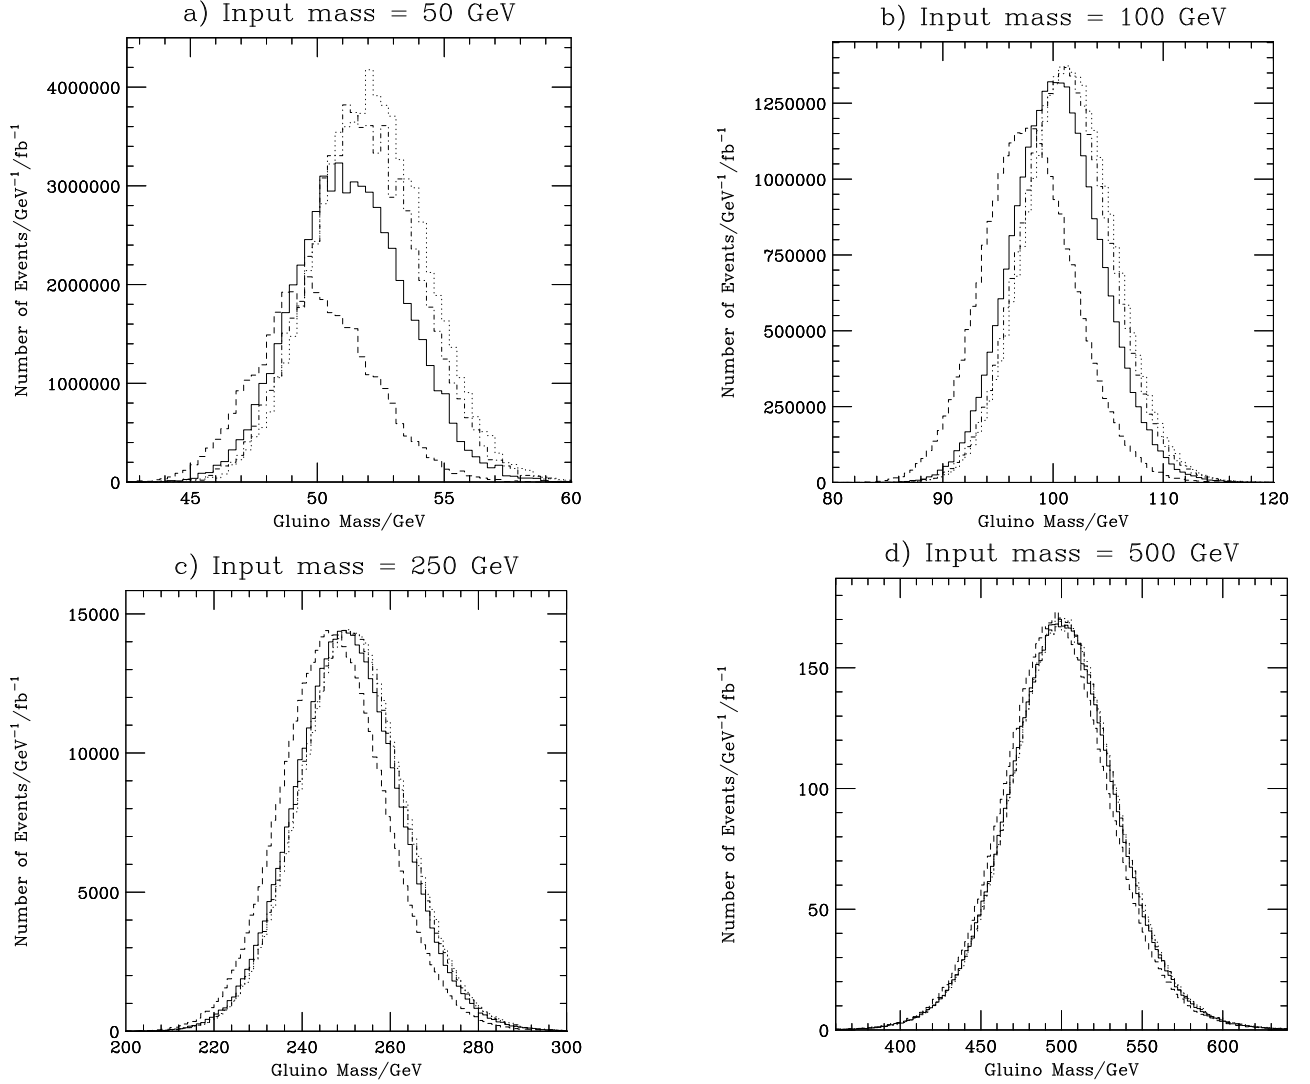 a) Input mass = 50 GeV
Number of Events/GeV⁻¹/fb⁻¹
4000000
3000000
2000000
1000000
0
45 50 55 60
Gluino Mass/GeV
b) Input mass = 100 GeV
Number of Events/GeV⁻¹/fb⁻¹
1250000
1000000
750000
500000
250000
0
80 90 100 110 120
Gluino Mass/GeV
c) Input mass = 250 GeV
Number of Events/GeV⁻¹/fb⁻¹
15000
10000
5000
0
200 220 240 260 280 300
Gluino Mass/GeV
d) Input mass = 500 GeV
Number of Events/GeV⁻¹/fb⁻¹
150
100
50
0
400 450 500 550 600
Gluino Mass/GeV